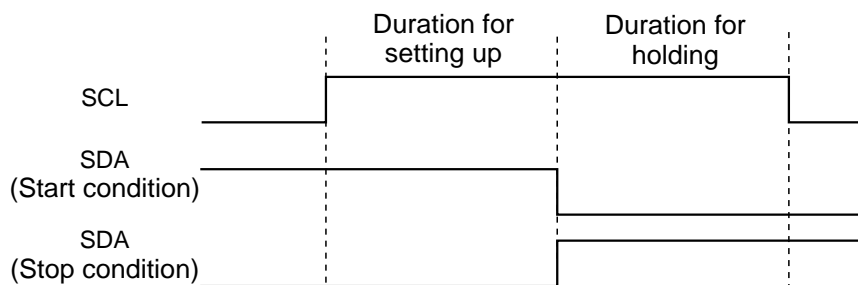 Duration for
setting up
Duration for
holding
SCL
SDA
(Start condition)
SDA
(Stop condition)